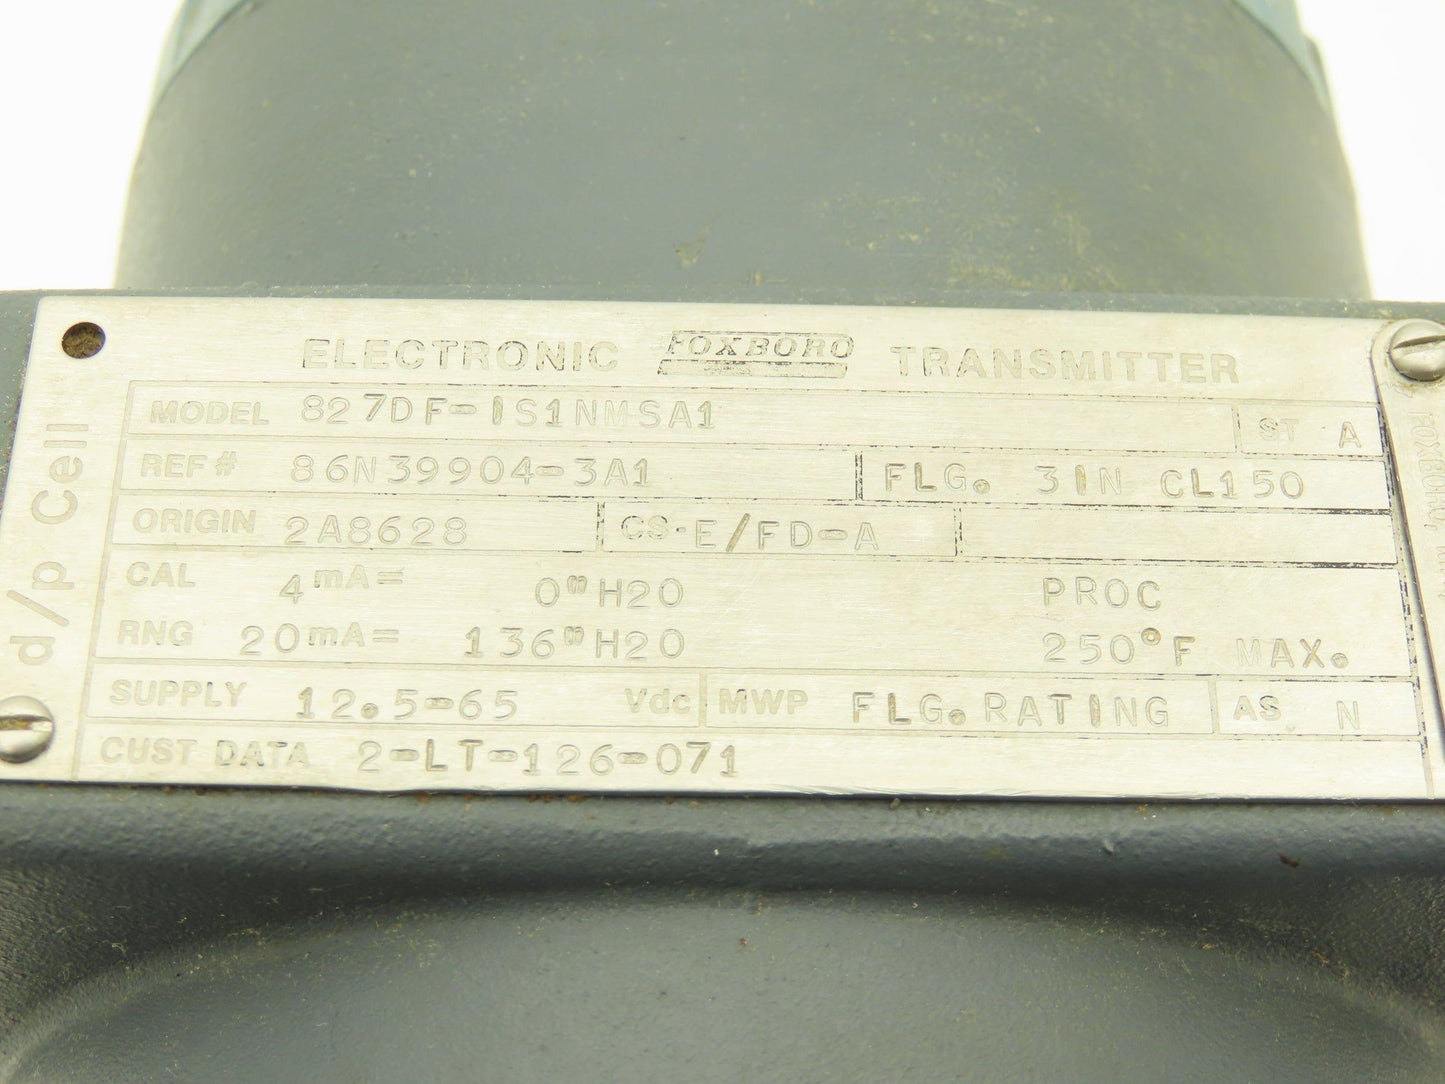 ELECTRONIC FOXBORO TRANSMITTER
d/p Cell
MODEL 827DF-IS1NMSA1 ST A
REF# 86N39904-3A1 FLG. 3IN CL150
ORIGIN 2A8628 CS-E/FD-A
CAL 4mA= 0"H2O PROC
RNG 20mA= 136"H2O 250°F MAX.
SUPPLY 12.5-65 Vdc MWP FLG.RATING AS N
CUST DATA 2-LT-126-071
FOXBORO,